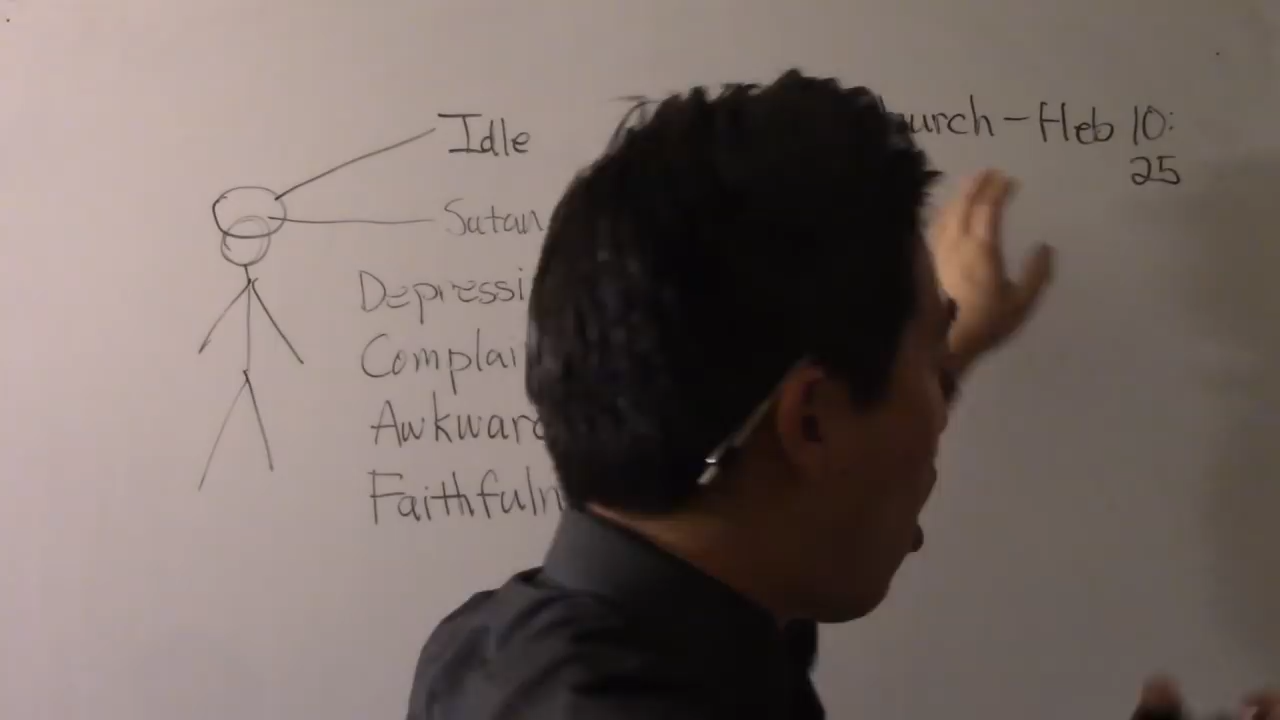 Idle
Satan
Depressi
Complai
Awkward
Faithfuln
urch - Heb 10:
25